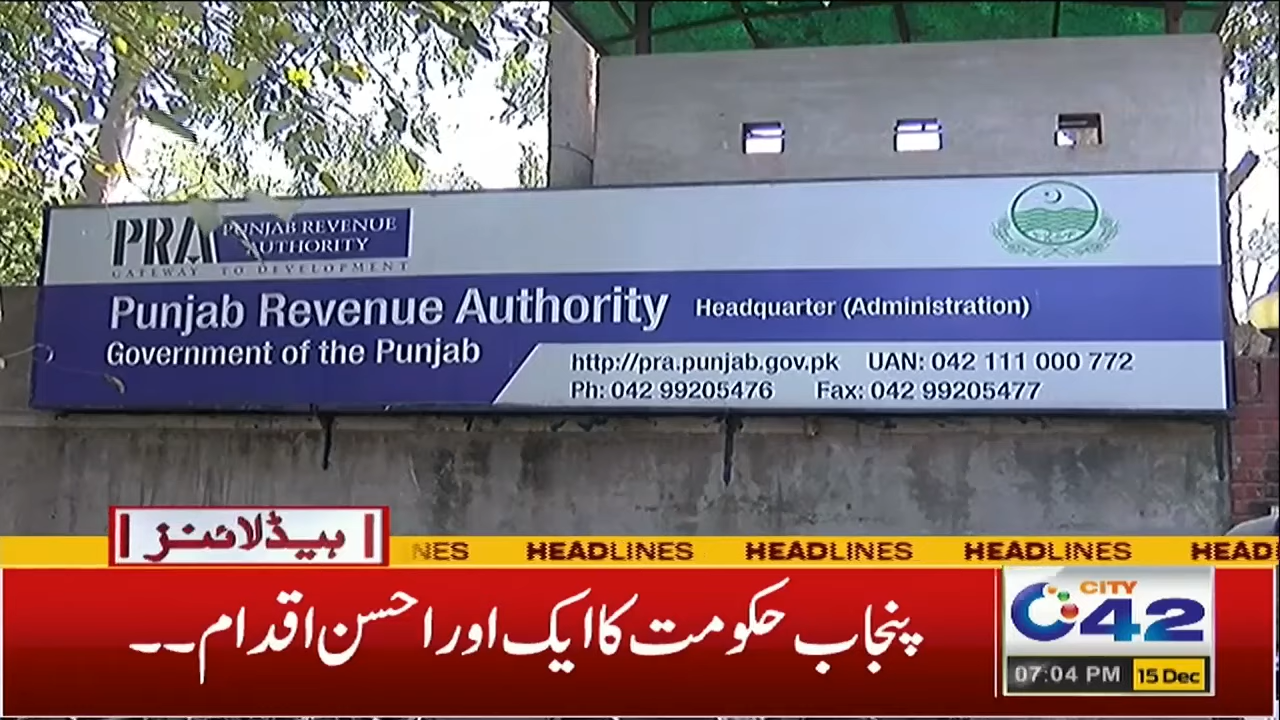 PRA PUNJAB REVENUE
AUTHORITY
GATEWAY TO DEVELOPMENT
Punjab Revenue Authority Headquarter (Administration)
Government of the Punjab
http://pra.punjab.gov.pk UAN: 042 111 000 772
Ph: 042 99205476 Fax: 042 99205477
ہیڈلائنز
NES HEADLINES HEADLINES HEADLINES HEAD
پنجاب حکومت کا ایک اور احسن اقدام۔۔
CITY
42
07:04 PM 15 Dec